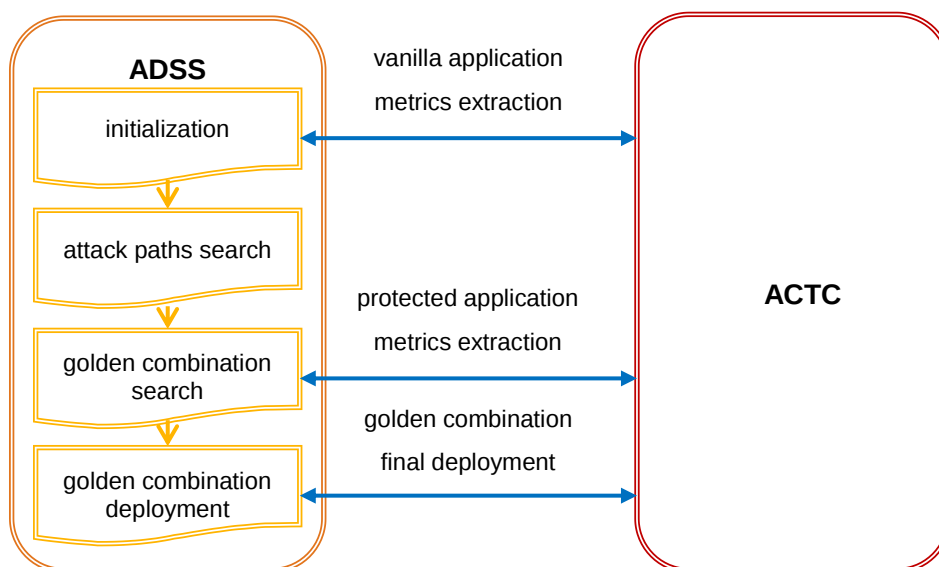 ADSS
initialization
attack paths search
golden combination
search
golden combination
deployment
vanilla application
metrics extraction
protected application
metrics extraction
golden combination
final deployment
ACTC